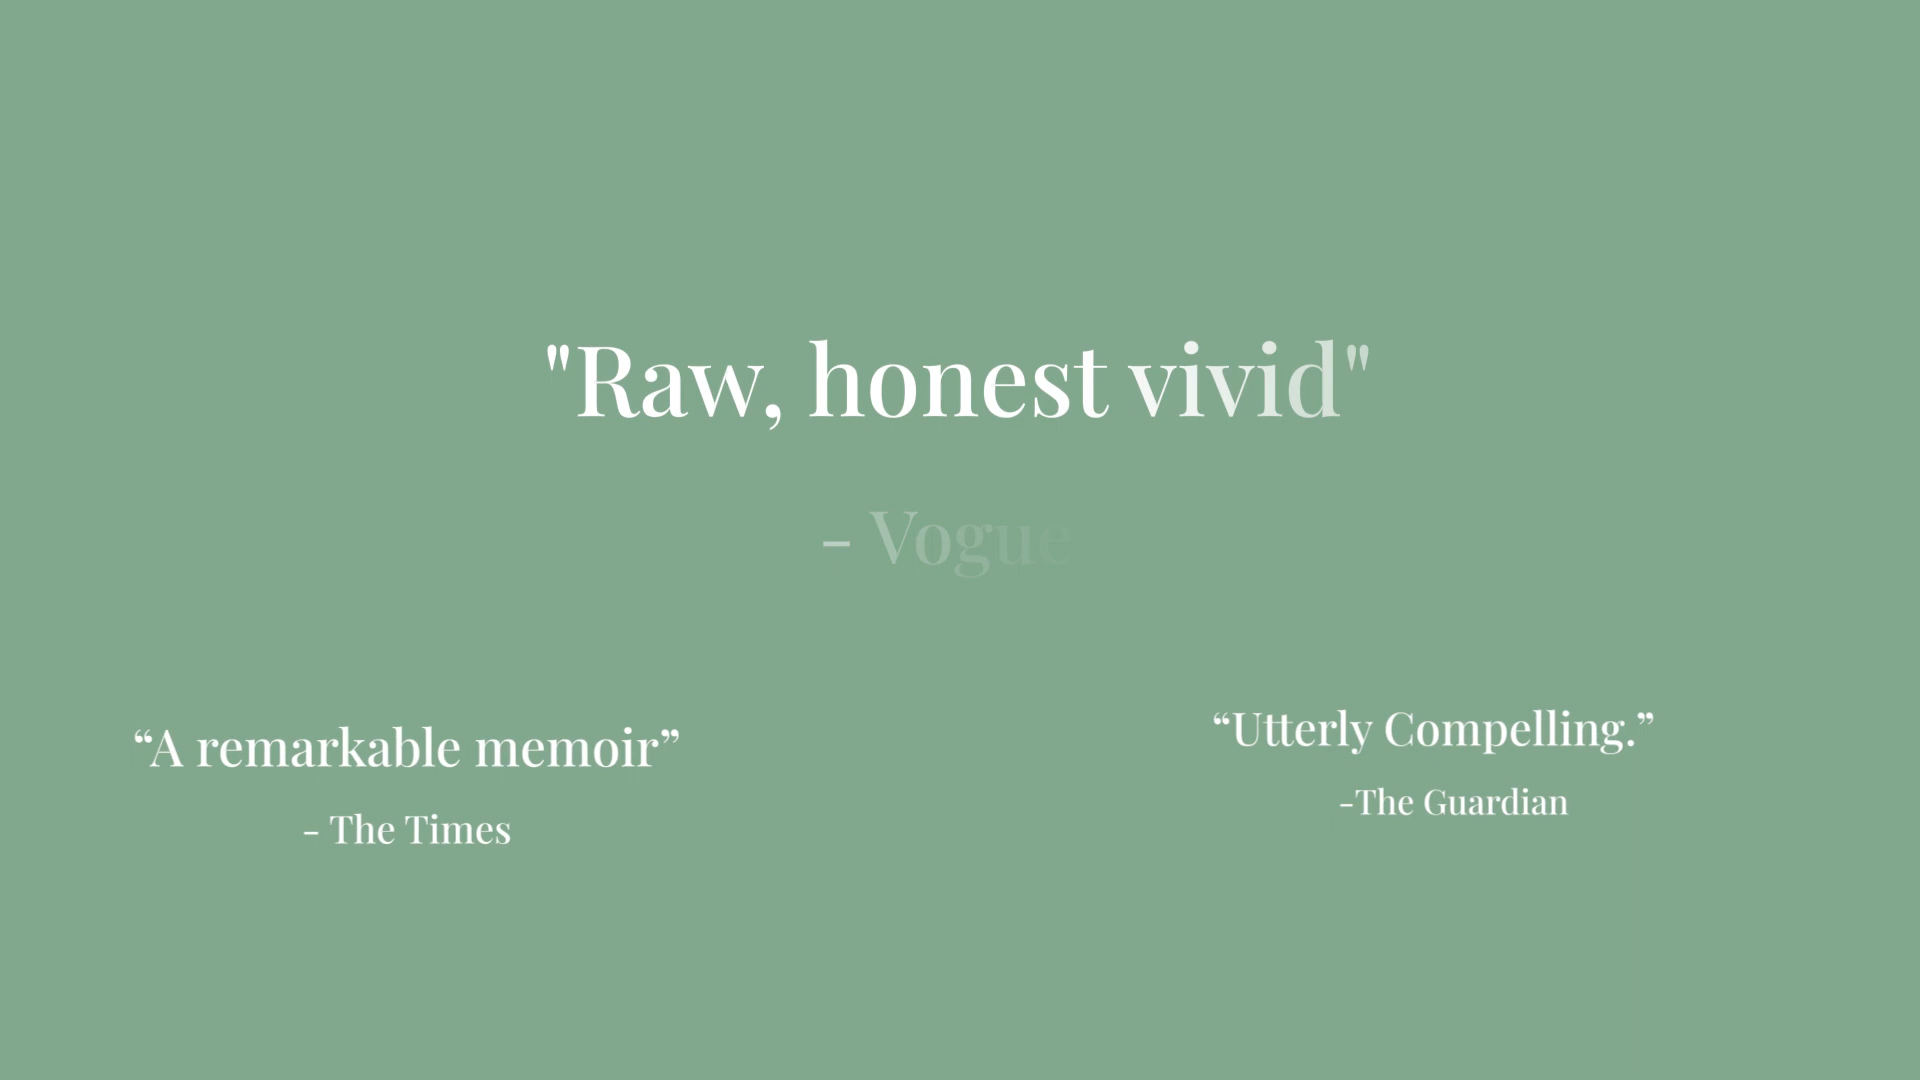 "Raw, honest vivid"
- Vogue
“A remarkable memoir”
- The Times
“Utterly Compelling.”
-The Guardian